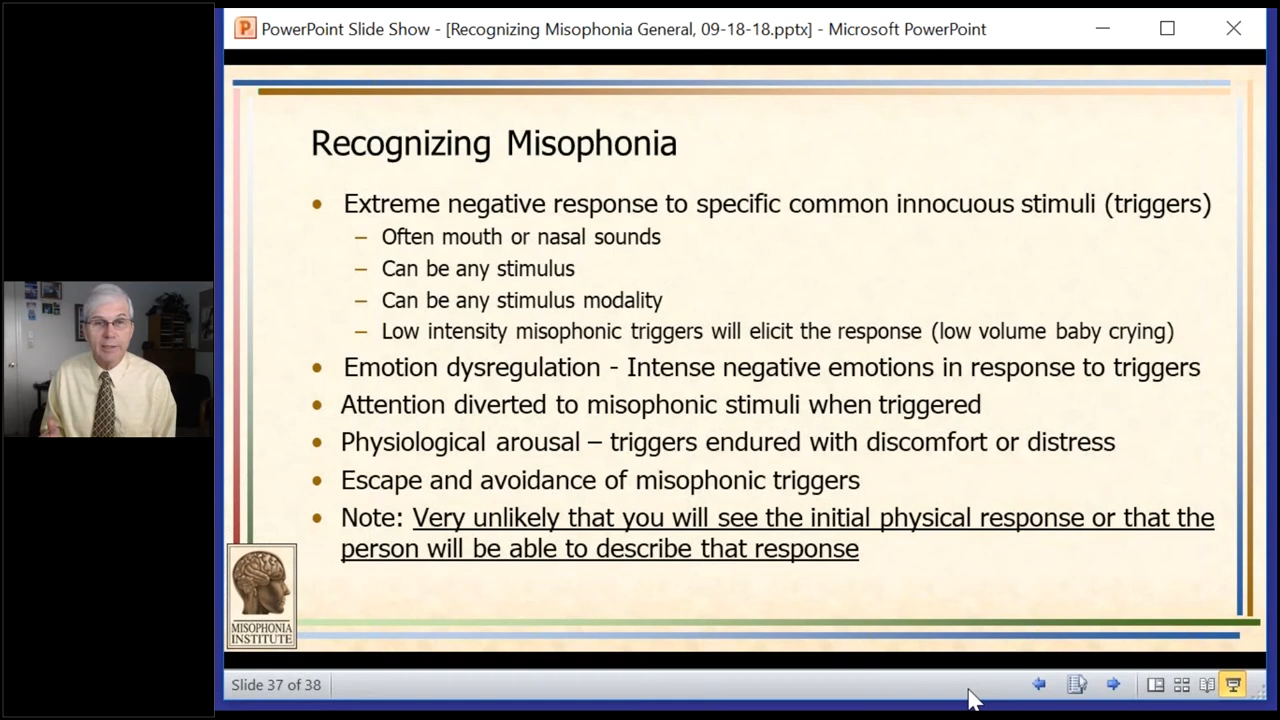 PowerPoint Slide Show - [Recognizing Misophonia General, 09-18-18.pptx] - Microsoft PowerPoint
Recognizing Misophonia
• Extreme negative response to specific common innocuous stimuli (triggers)
– Often mouth or nasal sounds
– Can be any stimulus
– Can be any stimulus modality
– Low intensity misophonic triggers will elicit the response (low volume baby crying)
• Emotion dysregulation - Intense negative emotions in response to triggers
• Attention diverted to misophonic stimuli when triggered
• Physiological arousal – triggers endured with discomfort or distress
• Escape and avoidance of misophonic triggers
• Note: Very unlikely that you will see the initial physical response or that the
person will be able to describe that response
MISOPHONIA
INSTITUTE
Slide 37 of 38